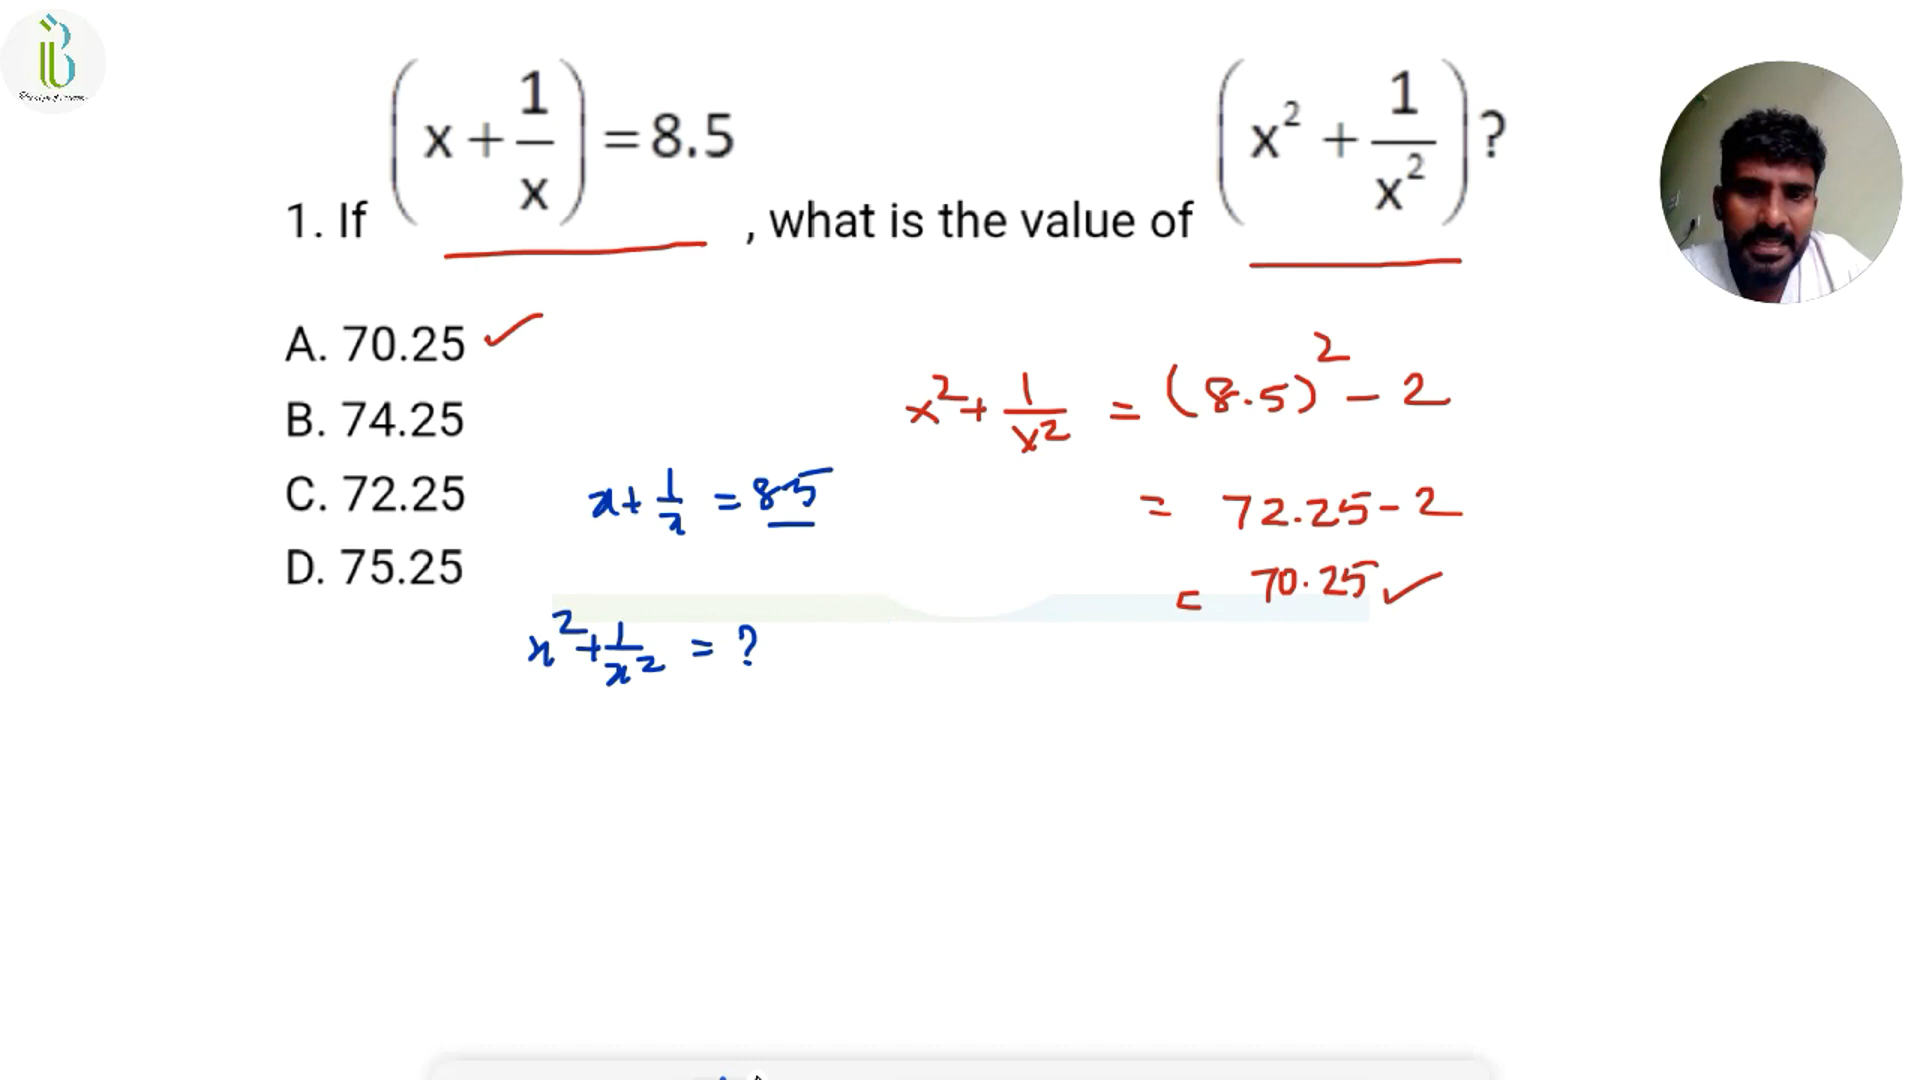 1. If (x + 1/x) = 8.5, what is the value of (x² + 1/x²)?
A. 70.25 ✓
B. 74.25
C. 72.25
D. 75.25
x + 1/x = 8.5
x² + 1/x² = ?
x² + 1/x² = (8.5)² - 2
= 72.25 - 2
= 70.25 ✓